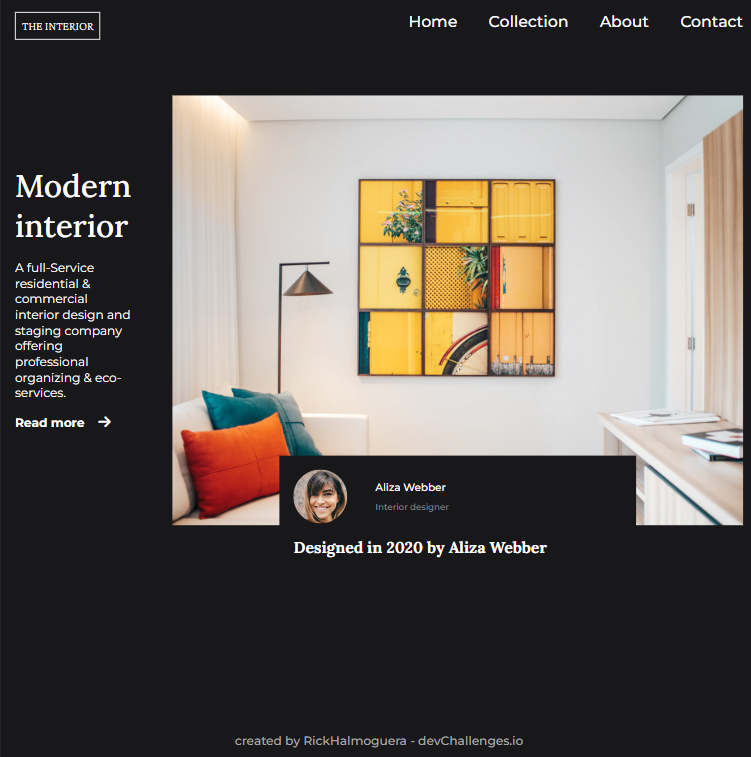 THE INTERIOR
Home Collection About Contact
Modern
interior
A full-Service
residential &
commercial
interior design and
staging company
offering
professional
organizing & eco-
services.
Read more
Aliza Webber
Interior designer
Designed in 2020 by Aliza Webber
created by RickHalmoguera - devChallenges.io